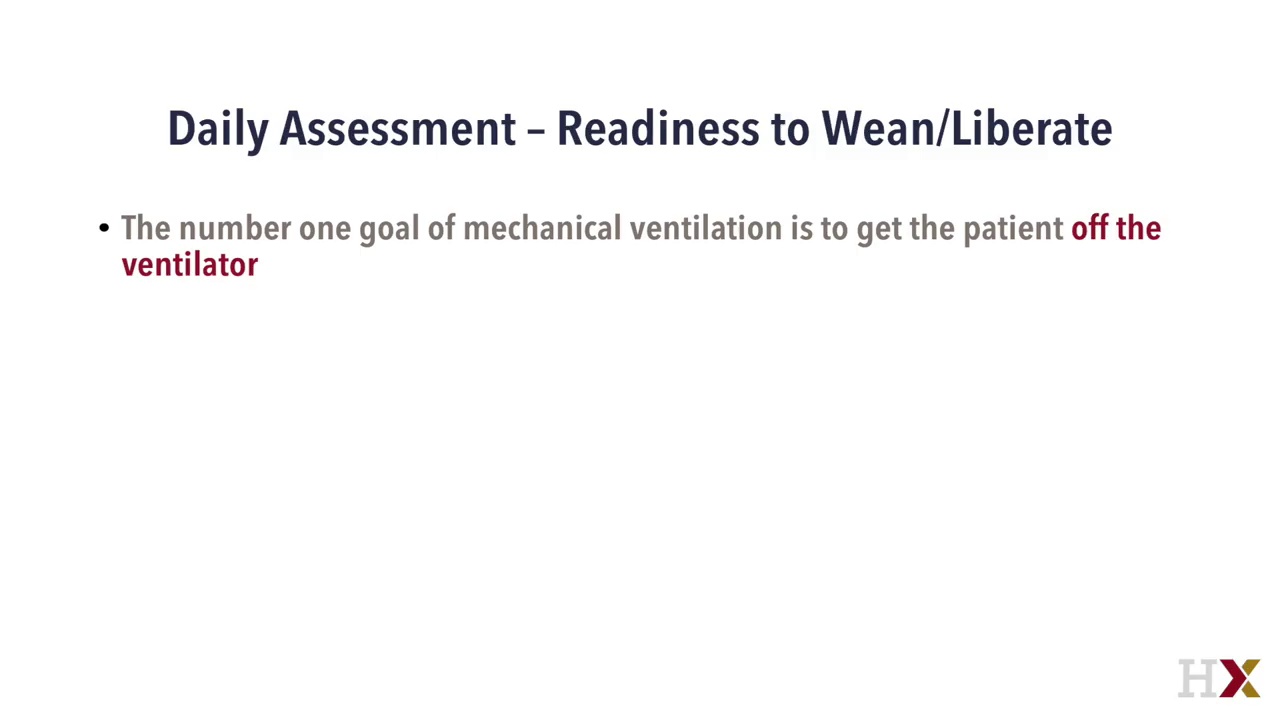 Daily Assessment – Readiness to Wean/Liberate
• The number one goal of mechanical ventilation is to get the patient off the
ventilator
HX